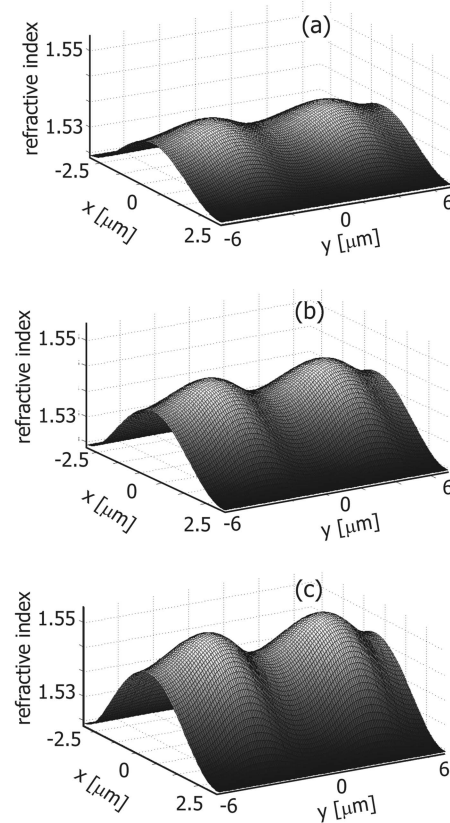 (a)
refractive index
1.55
1.53
-2.5
0
2.5
x [μm]
-6
0
6
y [μm]
(b)
refractive index
1.55
1.53
-2.5
0
2.5
x [μm]
-6
0
6
y [μm]
(c)
refractive index
1.55
1.53
-2.5
0
2.5
x [μm]
-6
0
6
y [μm]